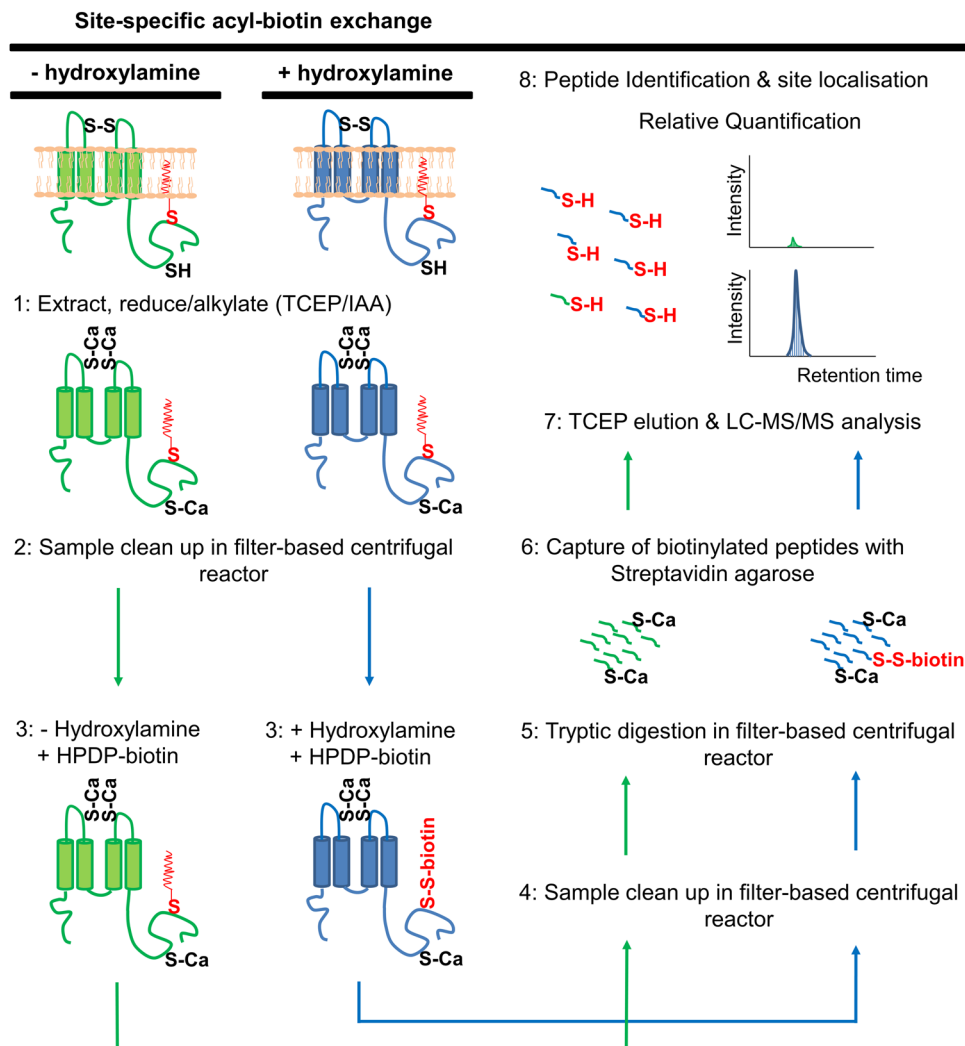 Site-specific acyl-biotin exchange
- hydroxylamine
+ hydroxylamine
S-S
S
SH
S-S
S
SH
1: Extract, reduce/alkylate (TCEP/IAA)
S-Ca
S-Ca
S
S-Ca
S-Ca
S-Ca
S
S-Ca
2: Sample clean up in filter-based centrifugal
reactor
3: - Hydroxylamine
+ HPDP-biotin
3: + Hydroxylamine
+ HPDP-biotin
S-Ca
S-Ca
S
S-Ca
S-Ca
S-Ca
S-S-biotin
S-Ca
8: Peptide Identification & site localisation
Relative Quantification
S-H
S-H
S-H
S-H
S-H
S-H
Intensity
Intensity
Retention time
7: TCEP elution & LC-MS/MS analysis
6: Capture of biotinylated peptides with
Streptavidin agarose
S-Ca
S-Ca
S-Ca
S-S-biotin
S-Ca
5: Tryptic digestion in filter-based centrifugal
reactor
4: Sample clean up in filter-based centrifugal
reactor